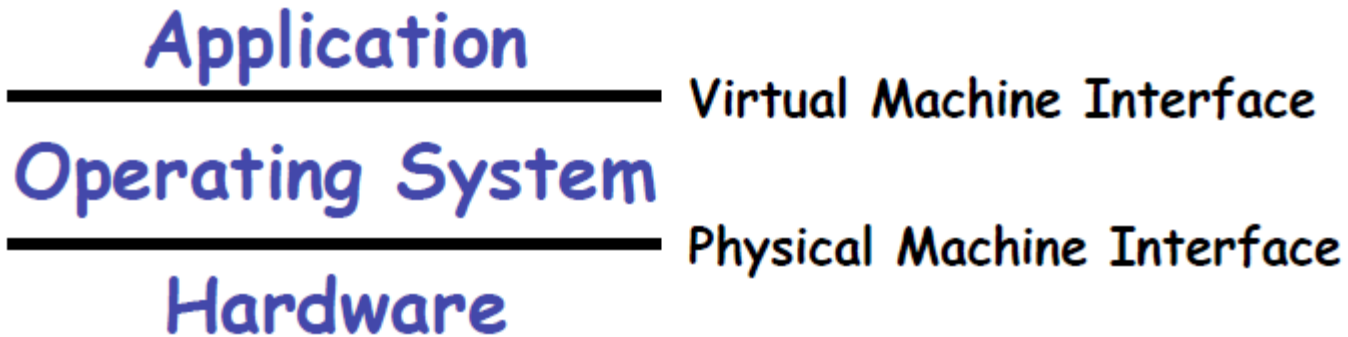 Application
Virtual Machine Interface
Operating System
Physical Machine Interface
Hardware